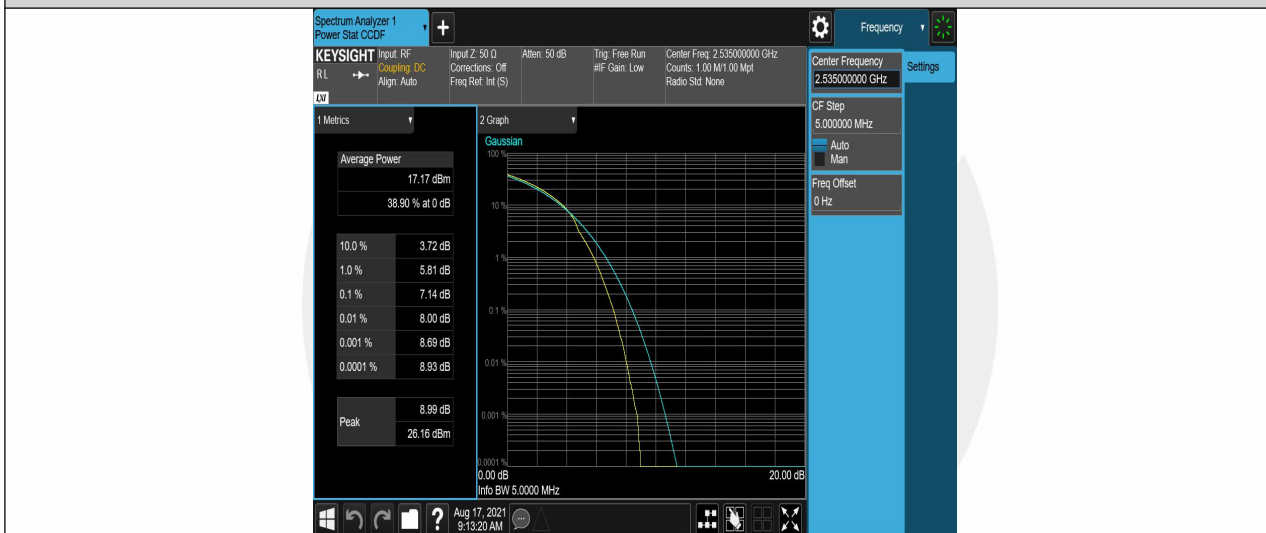 Spectrum Analyzer 1
Power Stat CCDF
+
Frequency
KEYSIGHT
RL
LXI
Input: RF
Coupling: DC
Align: Auto
Input Z: 50 Ω
Corrections: Off
Freq Ref: Int (S)
Atten: 50 dB
Trig: Free Run
#IF Gain: Low
Center Freq: 2.535000000 GHz
Counts: 1.00 M/1.00 Mpt
Radio Std: None
Center Frequency
2.535000000 GHz
Settings
CF Step
5.000000 MHz
Auto
Man
Freq Offset
0 Hz
1 Metrics
Average Power
17.17 dBm
38.90 % at 0 dB
10.0 % 3.72 dB
1.0 % 5.81 dB
0.1 % 7.14 dB
0.01 % 8.00 dB
0.001 % 8.69 dB
0.0001 % 8.93 dB
Peak
8.99 dB
26.16 dBm
2 Graph
Gaussian
100 %
10 %
1 %
0.1 %
0.01 %
0.001 %
0.0001 %
0.00 dB 20.00 dB
Info BW 5.0000 MHz
?
Aug 17, 2021
9:13:20 AM